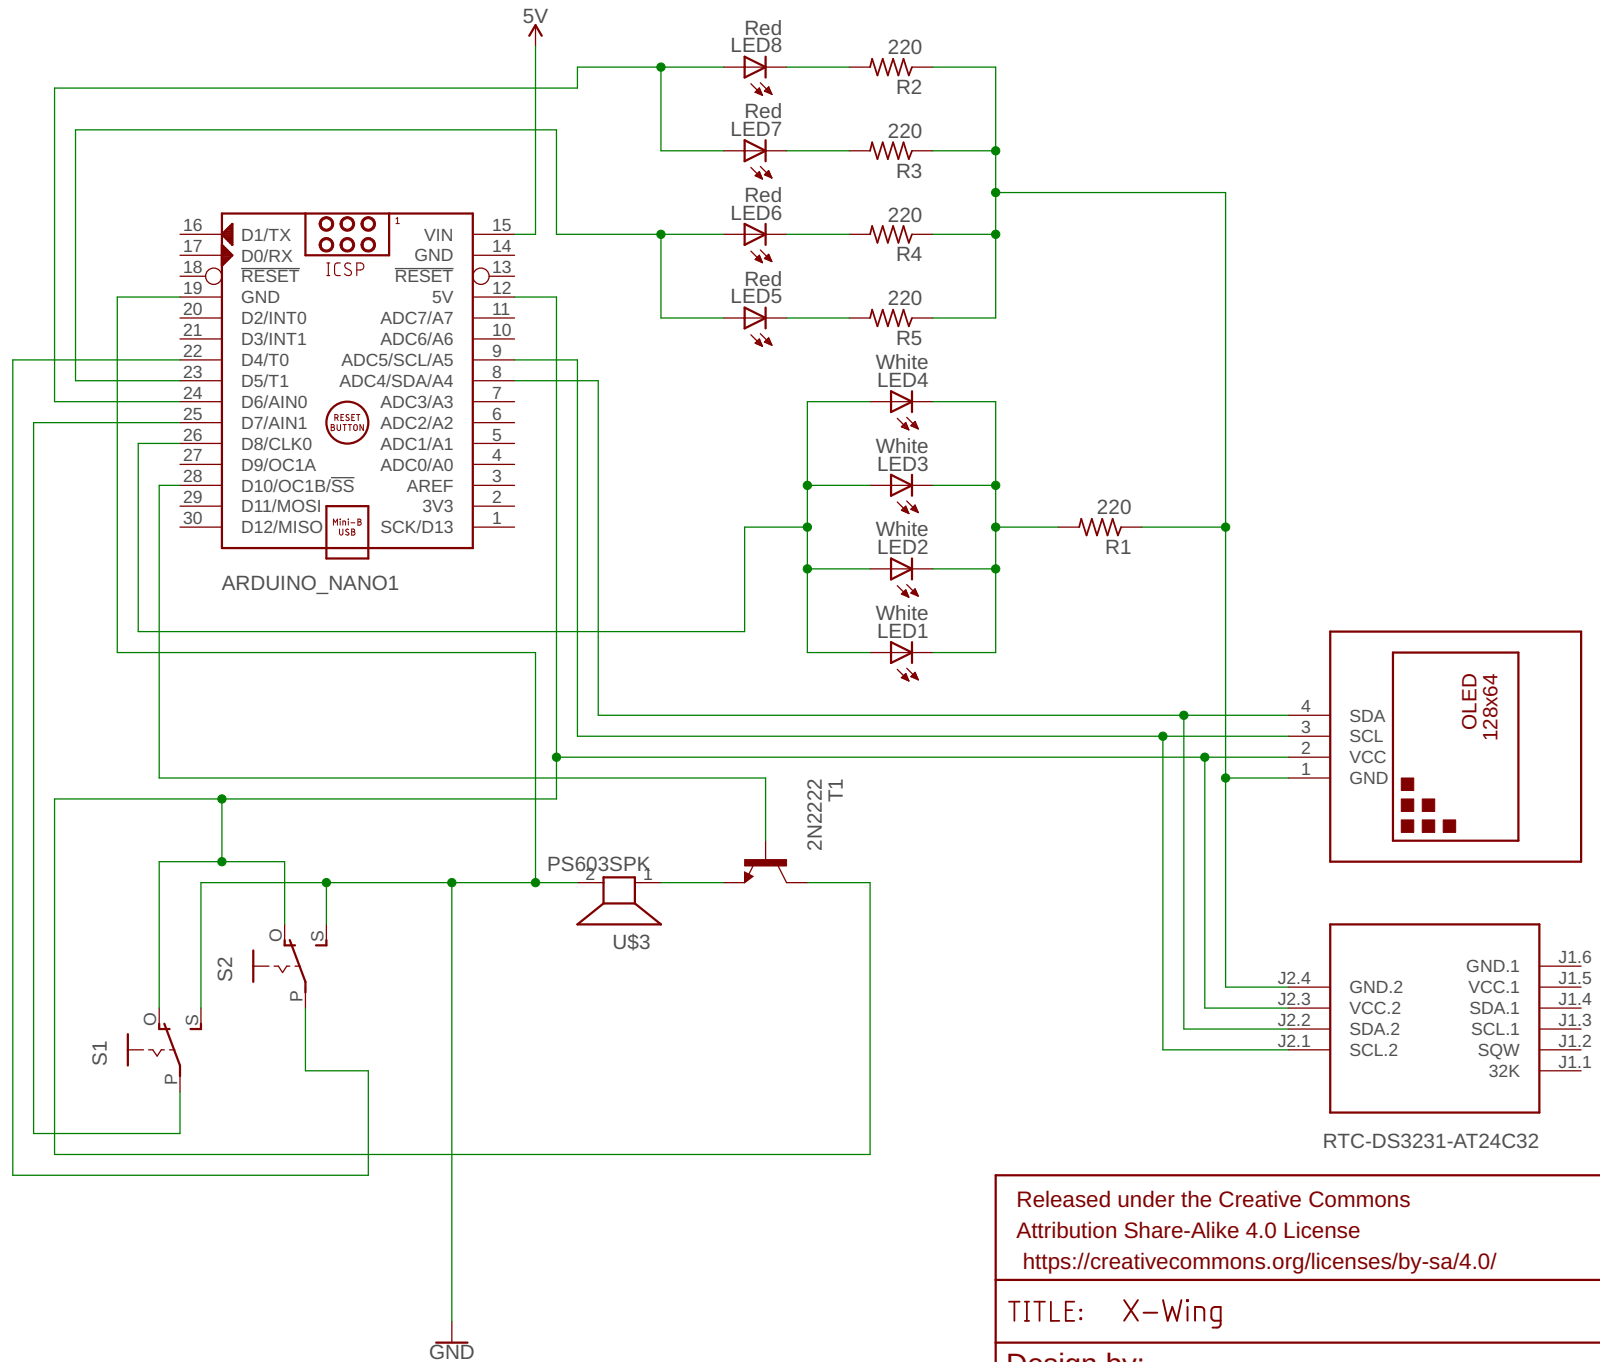 5V
Red
LED8
220
R2
Red
LED7
220
R3
Red
LED6
220
R4
Red
LED5
220
R5
White
LED4
White
LED3
White
LED2
White
LED1
220
R1
1
ICSP
16 D1/TX VIN 15
17 D0/RX GND 14
18 RESET RESET 13
19 GND 5V 12
20 D2/INT0 ADC7/A7 11
21 D3/INT1 ADC6/A6 10
22 D4/T0 ADC5/SCL/A5 9
23 D5/T1 ADC4/SDA/A4 8
24 D6/AIN0 ADC3/A3 7
25 D7/AIN1 ADC2/A2 6
26 D8/CLK0 ADC1/A1 5
27 D9/OC1A ADC0/A0 4
28 D10/OC1B/SS AREF 3
29 D11/MOSI 3V3 2
30 D12/MISO SCK/D13 1
RESET
BUTTON
Mini-B
USB
ARDUINO_NANO1
OLED
128x64
4 SDA
3 SCL
2 VCC
1 GND
2N2222
T1
PS603SPK
2 1
U$3
O S
S2
P
O S
S1
P
GND
J2.4 GND.2
J2.3 VCC.2
J2.2 SDA.2
J2.1 SCL.2
GND.1 J1.6
VCC.1 J1.5
SDA.1 J1.4
SCL.1 J1.3
SQW J1.2
32K J1.1
RTC-DS3231-AT24C32
Released under the Creative Commons
Attribution Share-Alike 4.0 License
https://creativecommons.org/licenses/by-sa/4.0/
TITLE: X-Wing
Design by: